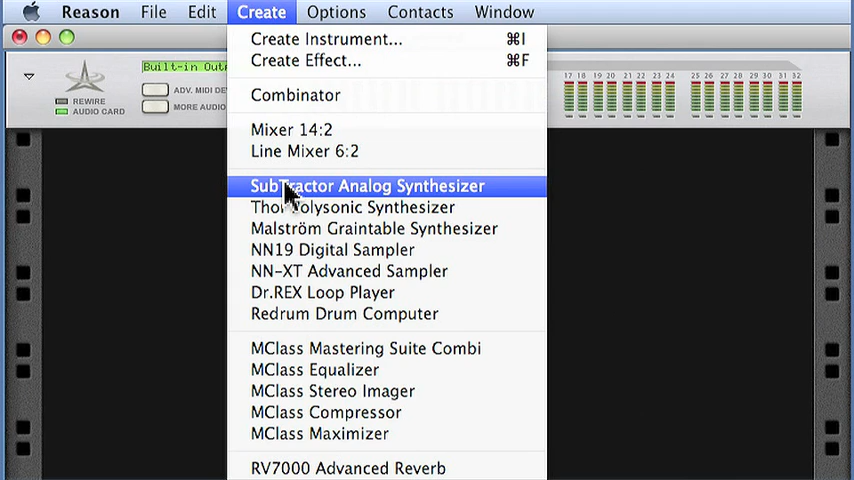 Reason File Edit Create Options Contacts Window
Create Instrument... ⌘I
Create Effect... ⌘F
Built-in Out
REWIRE
AUDIO CARD
ADV. MIDI
MORE AUDIO
17 18 19 20 21 22 23 24 25 26 27 28 29 30 31 32
Combinator
Mixer 14:2
Line Mixer 6:2
SubTractor Analog Synthesizer
Thor Polysonic Synthesizer
Malström Graintable Synthesizer
NN19 Digital Sampler
NN-XT Advanced Sampler
Dr.REX Loop Player
Redrum Drum Computer
MClass Mastering Suite Combi
MClass Equalizer
MClass Stereo Imager
MClass Compressor
MClass Maximizer
RV7000 Advanced Reverb